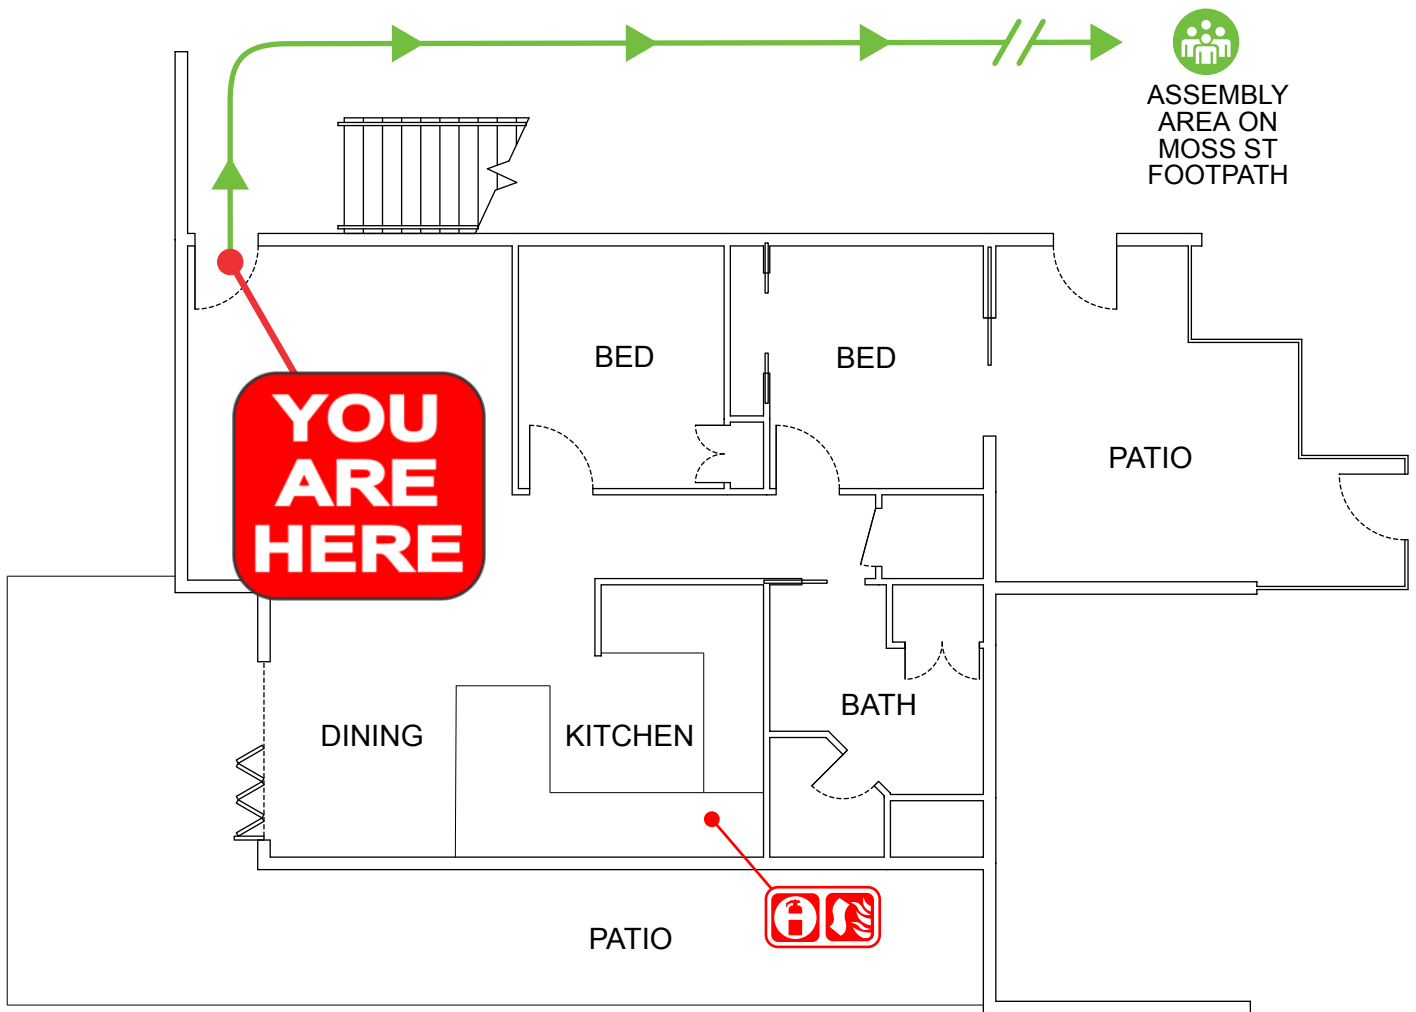 ASSEMBLY
AREA ON
MOSS ST
FOOTPATH
BED
BED
YOU
ARE
HERE
PATIO
BATH
DINING
KITCHEN
PATIO